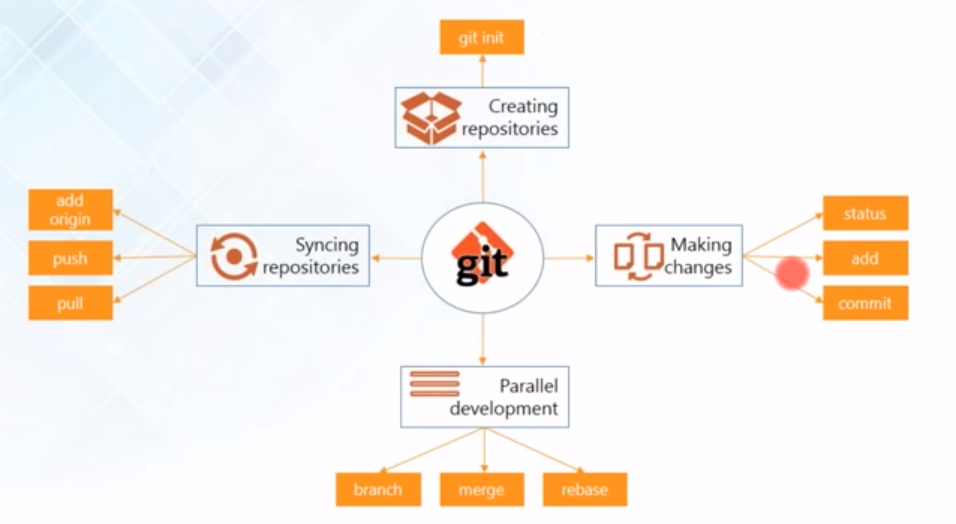 git init
Creating
repositories
add
origin
push
pull
Syncing
repositories
git
Making
changes
status
add
commit
Parallel
development
branch
merge
rebase